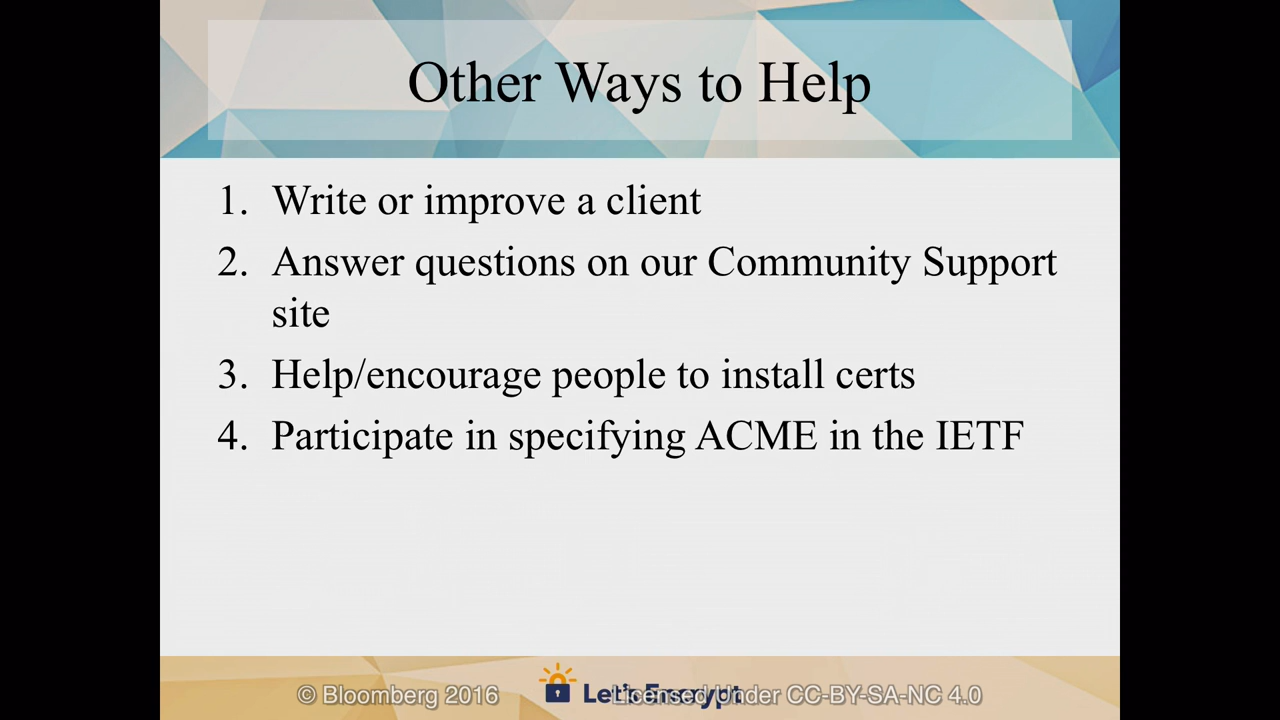 Other Ways to Help
1. Write or improve a client
2. Answer questions on our Community Support
site
3. Help/encourage people to install certs
4. Participate in specifying ACME in the IETF
© Bloomberg 2016
Let's Encrypt
Licensed Under CC-BY-SA-NC 4.0